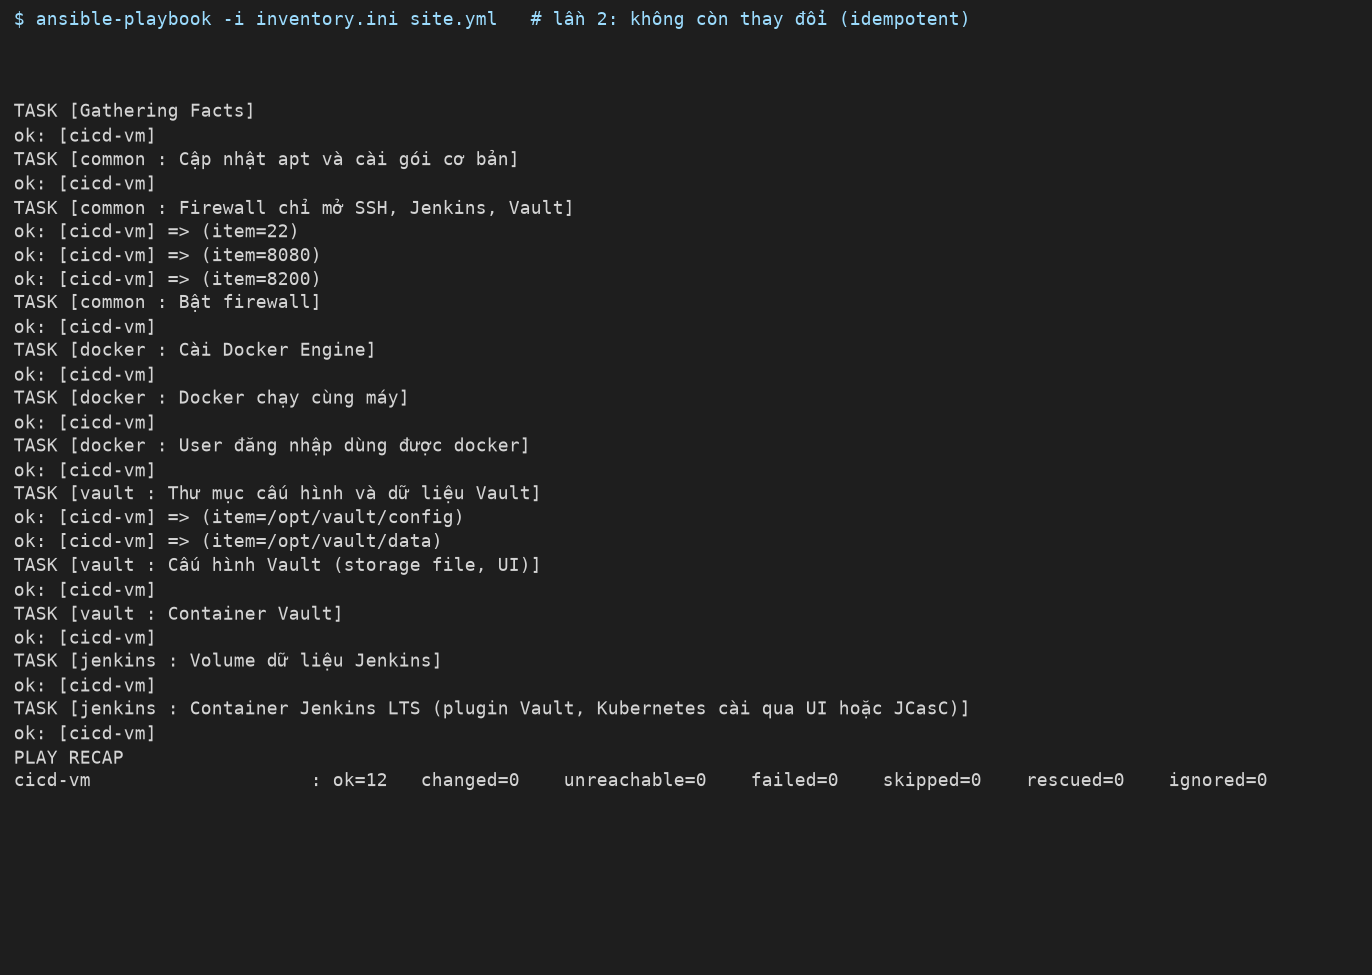 $ ansible-playbook -i inventory.ini site.yml   # lần 2: không còn thay đổi (idempotent)
TASK [Gathering Facts]
ok: [cicd-vm]
TASK [common : Cập nhật apt và cài gói cơ bản]
ok: [cicd-vm]
TASK [common : Firewall chỉ mở SSH, Jenkins, Vault]
ok: [cicd-vm] => (item=22)
ok: [cicd-vm] => (item=8080)
ok: [cicd-vm] => (item=8200)
TASK [common : Bật firewall]
ok: [cicd-vm]
TASK [docker : Cài Docker Engine]
ok: [cicd-vm]
TASK [docker : Docker chạy cùng máy]
ok: [cicd-vm]
TASK [docker : User đăng nhập dùng được docker]
ok: [cicd-vm]
TASK [vault : Thư mục cấu hình và dữ liệu Vault]
ok: [cicd-vm] => (item=/opt/vault/config)
ok: [cicd-vm] => (item=/opt/vault/data)
TASK [vault : Cấu hình Vault (storage file, UI)]
ok: [cicd-vm]
TASK [vault : Container Vault]
ok: [cicd-vm]
TASK [jenkins : Volume dữ liệu Jenkins]
ok: [cicd-vm]
TASK [jenkins : Container Jenkins LTS (plugin Vault, Kubernetes cài qua UI hoặc JCasC)]
ok: [cicd-vm]
PLAY RECAP
cicd-vm                    : ok=12   changed=0    unreachable=0    failed=0    skipped=0    rescued=0    ignored=0